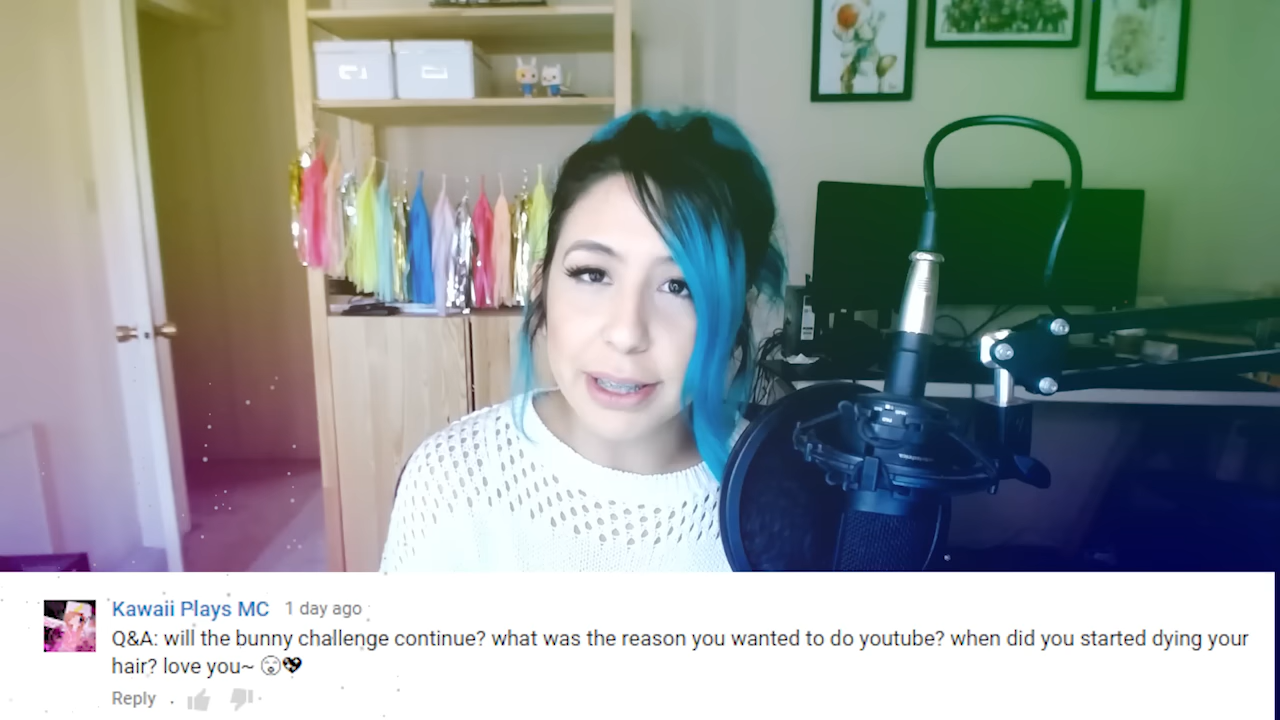 Kawaii Plays MC 1 day ago
Q&A: will the bunny challenge continue? what was the reason you wanted to do youtube? when did you started dying your
hair? love you~ 😚💖
Reply